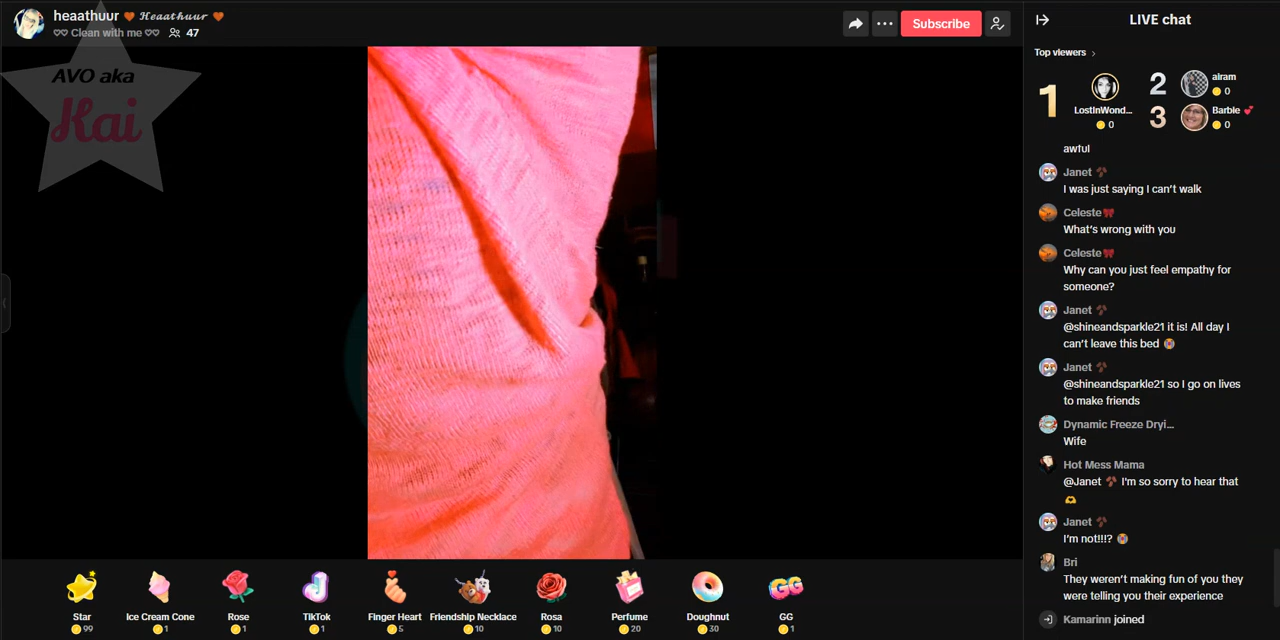 heaathuur 🧡 𝓗𝓮𝓪𝓪𝓽𝓱𝓾𝓾𝓻 🧡
♡♡ Clean with me ♡♡ 47
AVO aka
Kai
Subscribe
LIVE chat
Top viewers
1 LostInWond... 0
2 airam 0
3 Barbie 💕 0
awful
Janet
I was just saying I can't walk
Celeste
What's wrong with you
Celeste
Why can you just feel empathy for
someone?
Janet
@shineandsparkle21 it is! All day I
can't leave this bed
Janet
@shineandsparkle21 so I go on lives
to make friends
Dynamic Freeze Dryi...
Wife
Hot Mess Mama
@Janet I'm so sorry to hear that
Janet
I'm not!!!?
Bri
They weren't making fun of you they
were telling you their experience
Kamarinn joined
Star
99
Ice Cream Cone
1
Rose
1
TikTok
1
Finger Heart
5
Friendship Necklace
10
Rosa
10
Perfume
20
Doughnut
30
GG
GG
1